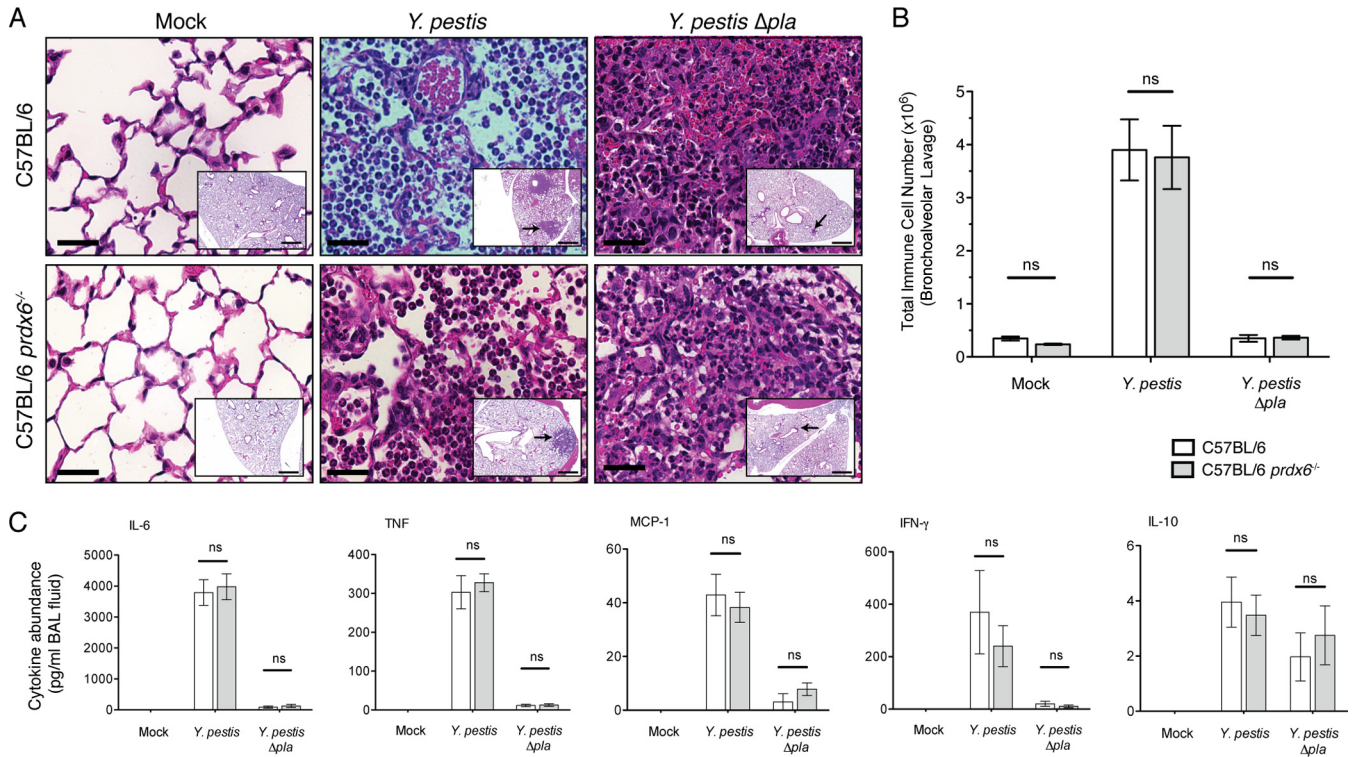 A
Mock
Y. pestis
Y. pestis Δpla
C57BL/6
C57BL/6 prdx6-/-
B
Total Immune Cell Number (x10⁶)
(Bronchoalveolar Lavage)
5
4
3
2
1
0
ns
ns
ns
Mock
Y. pestis
Y. pestis
Δpla
C57BL/6
C57BL/6 prdx6-/-
C
Cytokine abundance
(pg/ml BAL fluid)
IL-6
5000
4000
3000
2000
1000
0
ns
ns
Mock
Y. pestis
Y. pestis
Δpla
TNF
400
300
200
100
0
ns
ns
Mock
Y. pestis
Y. pestis
Δpla
MCP-1
60
40
20
0
ns
ns
Mock
Y. pestis
Y. pestis
Δpla
IFN-γ
600
400
200
0
ns
ns
Mock
Y. pestis
Y. pestis
Δpla
IL-10
6
4
2
0
ns
ns
Mock
Y. pestis
Y. pestis
Δpla